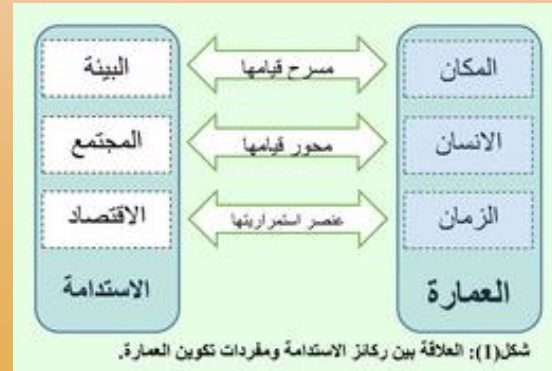 المكان
مسرح قيامها
البيئة
الانسان
محور قيامها
المجتمع
الزمان
عنصر استمراريتها
الاقتصاد
العمارة
الاستدامة
شكل(1): العلاقة بين ركائز الاستدامة ومفردات تكوين العمارة.